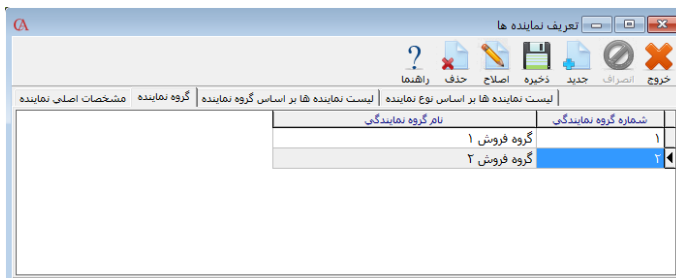 تعریف نماینده ها
CA
خروج انصراف جدید ذخیره اصلاح حذف راهنما
?
مشخصات اصلی نماینده گروه نماینده لیست نماینده ها بر اساس گروه نماینده لیست نماینده ها بر اساس نوع نماینده
شماره گروه نمایندگی نام گروه نمایندگی
۱ گروه فروش ۱
۲ گروه فروش ۲